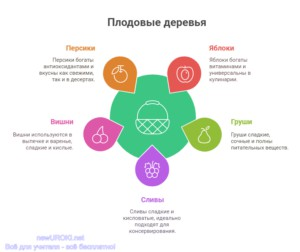 Плодовые деревья
Персики
Персики богаты
антиоксидантами и
вкусны как свежими,
так и в десертах.
Яблоки
Яблоки богаты
витаминами и
универсальны в
кулинарии.
Вишни
Вишни используются в
выпечке и варенье,
сладкие и кислые.
Груши
Груши сладкие,
сочные и полны
питательных веществ.
Сливы
Сливы сладкие и
кисловатые, идеально
подходят для
консервирования.
newUROKI.net
Всё для учителя - всё бесплатно!